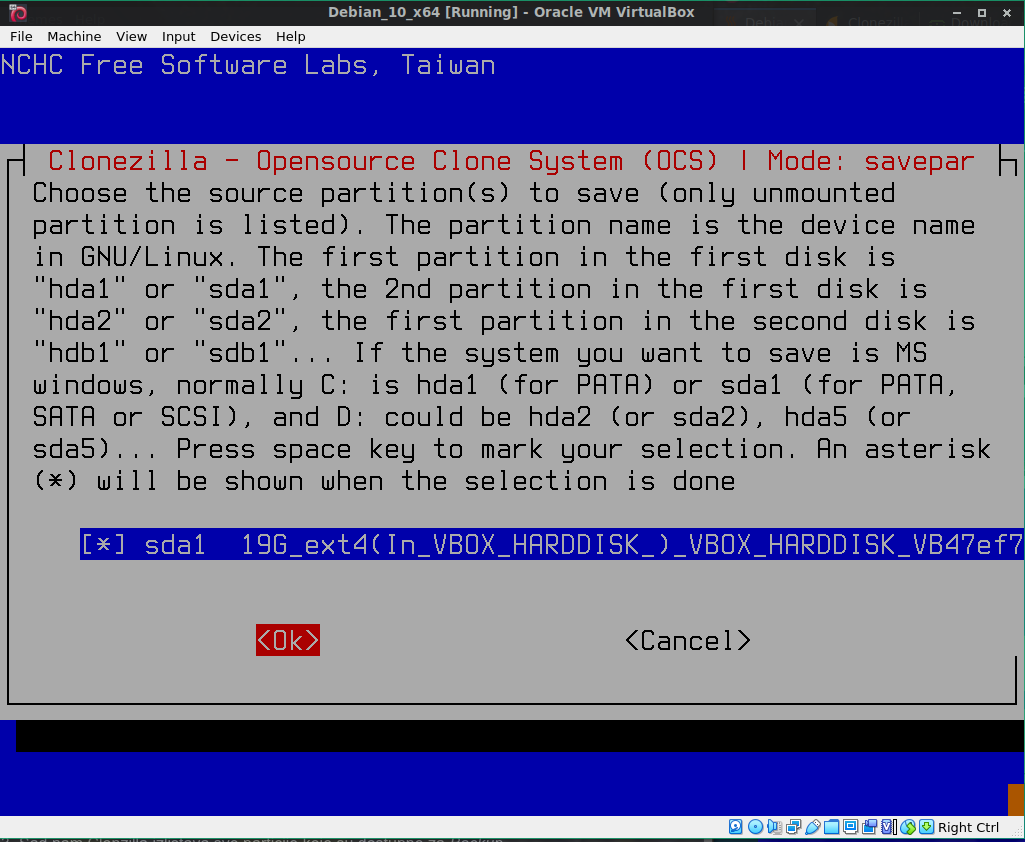 Debian_10_x64 [Running] - Oracle VM VirtualBox
File Machine View Input Devices Help
NCHC Free Software Labs, Taiwan
Clonezilla - Opensource Clone System (OCS) | Mode: savepar
Choose the source partition(s) to save (only unmounted
partition is listed). The partition name is the device name
in GNU/Linux. The first partition in the first disk is
"hda1" or "sda1", the 2nd partition in the first disk is
"hda2" or "sda2", the first partition in the second disk is
"hdb1" or "sdb1"... If the system you want to save is MS
windows, normally C: is hda1 (for PATA) or sda1 (for PATA,
SATA or SCSI), and D: could be hda2 (or sda2), hda5 (or
sda5)... Press space key to mark your selection. An asterisk
(*) will be shown when the selection is done
[*] sda1 19G_ext4(In_VBOX_HARDDISK_)_VBOX_HARDDISK_VB47ef7
<Ok> <Cancel>
Right Ctrl